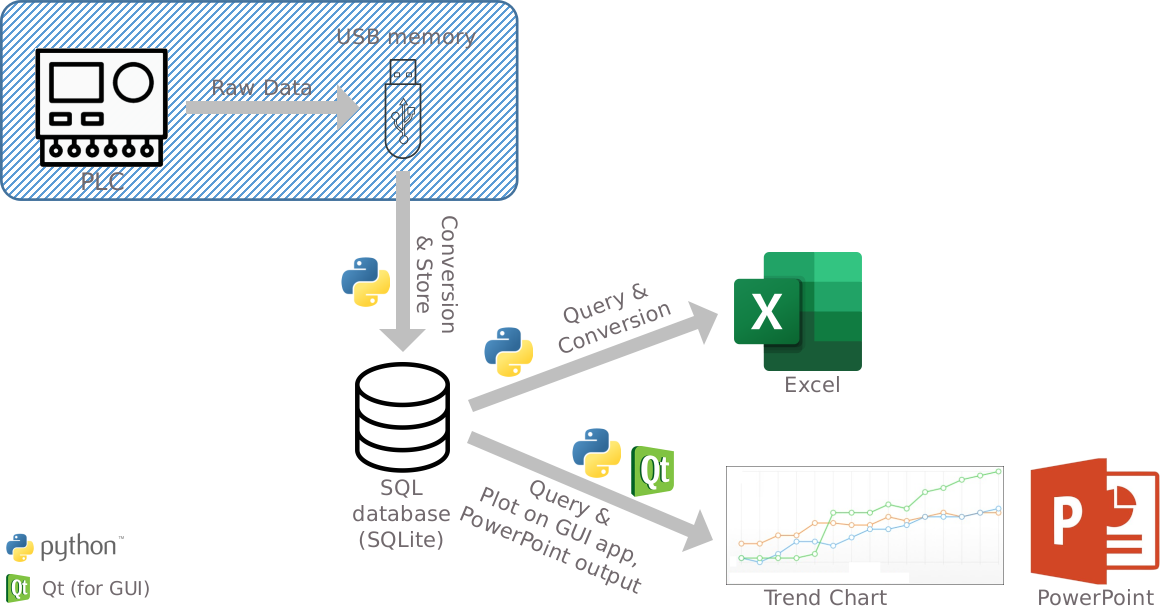 USB memory
Raw Data
PLC
Conversion
& Store
Query &
Conversion
X
Excel
Qt
Query &
Plot on GUI app,
PowerPoint output
SQL
database
(SQLite)
P
python™
Qt
Qt (for GUI)
Trend Chart
PowerPoint